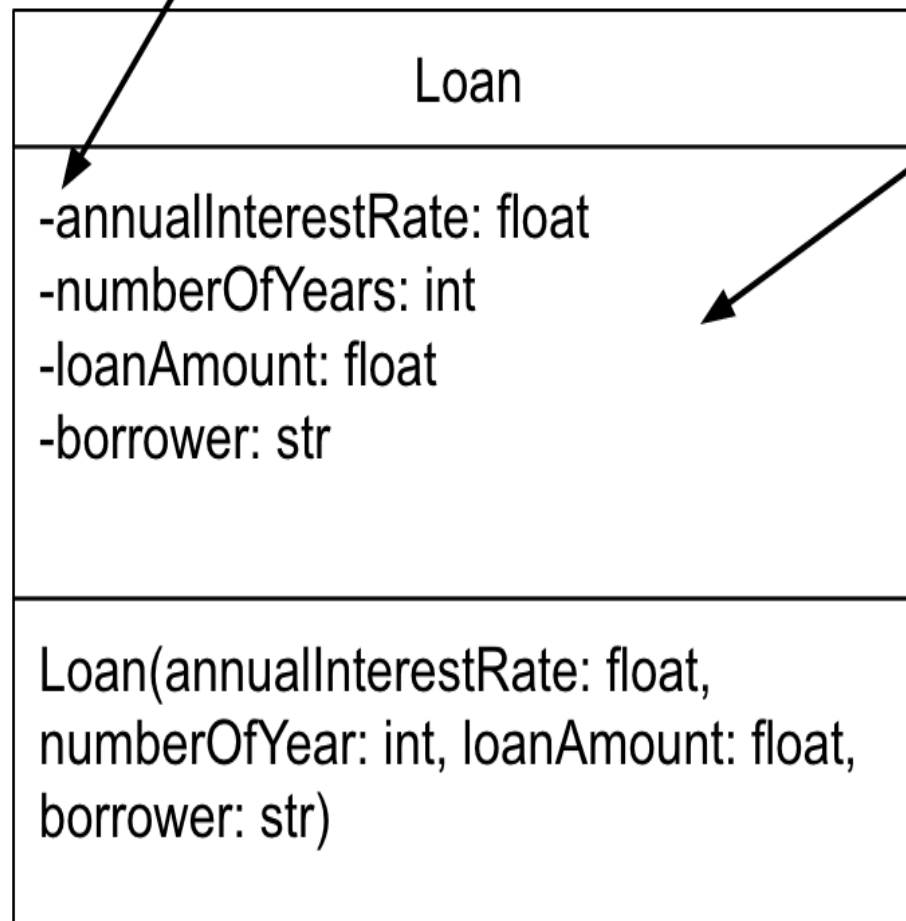 Loan
-annualInterestRate: float
-numberOfYears: int
-loanAmount: float
-borrower: str
Loan(annualInterestRate: float,
numberOfYear: int, loanAmount: float,
borrower: str)